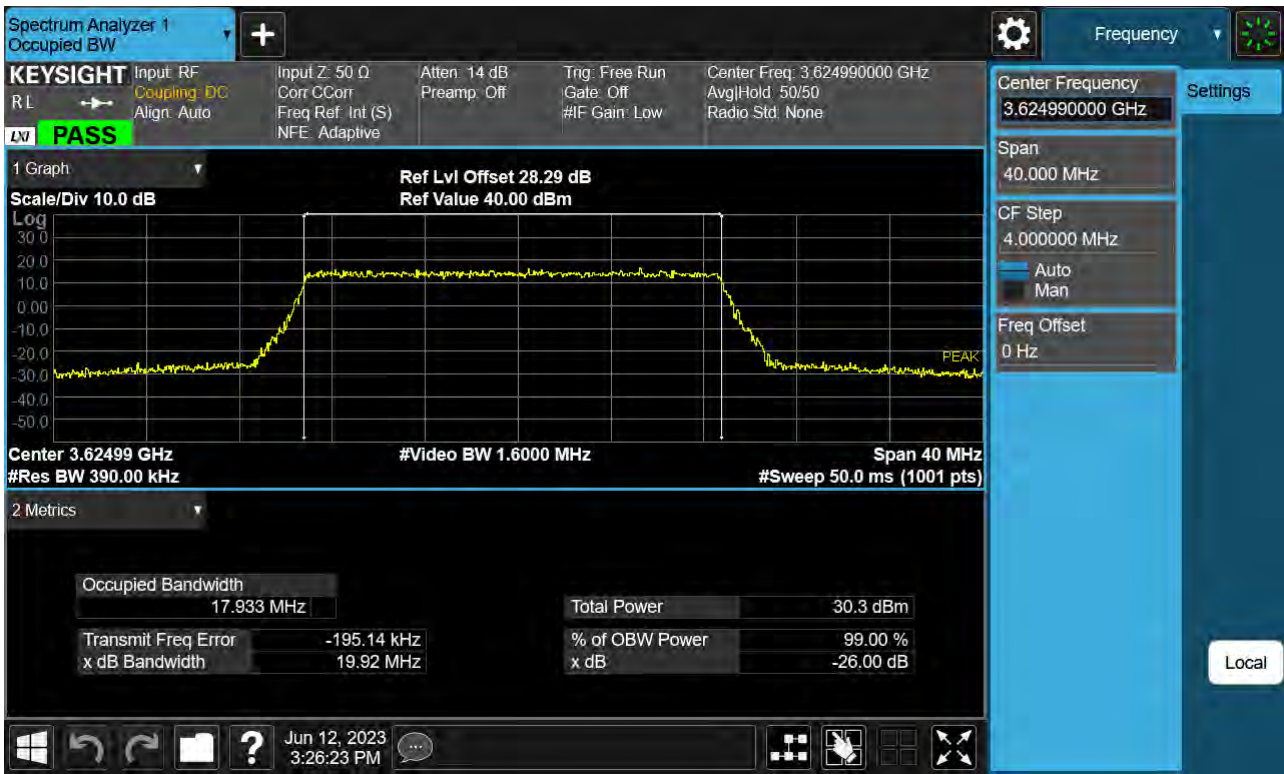 Spectrum Analyzer 1
Occupied BW
+
Frequency
KEYSIGHT
RL
LXI
PASS
Input: RF
Coupling: DC
Align: Auto
Input Z: 50 Ω
Corr CCorr
Freq Ref: Int (S)
NFE: Adaptive
Atten: 14 dB
Preamp: Off
Trig: Free Run
Gate: Off
#IF Gain: Low
Center Freq: 3.624990000 GHz
Avg|Hold: 50/50
Radio Std: None
1 Graph
Scale/Div 10.0 dB
Ref Lvl Offset 28.29 dB
Ref Value 40.00 dBm
Log
30.0
20.0
10.0
0.00
-10.0
-20.0
-30.0
-40.0
-50.0
PEAK
Center 3.62499 GHz
#Video BW 1.6000 MHz
Span 40 MHz
#Res BW 390.00 kHz
#Sweep 50.0 ms (1001 pts)
2 Metrics
Occupied Bandwidth
17.933 MHz
Transmit Freq Error -195.14 kHz
x dB Bandwidth 19.92 MHz
Total Power 30.3 dBm
% of OBW Power 99.00 %
x dB -26.00 dB
Center Frequency
3.624990000 GHz
Span
40.000 MHz
CF Step
4.000000 MHz
Auto
Man
Freq Offset
0 Hz
Settings
Local
?
Jun 12, 2023
3:26:23 PM